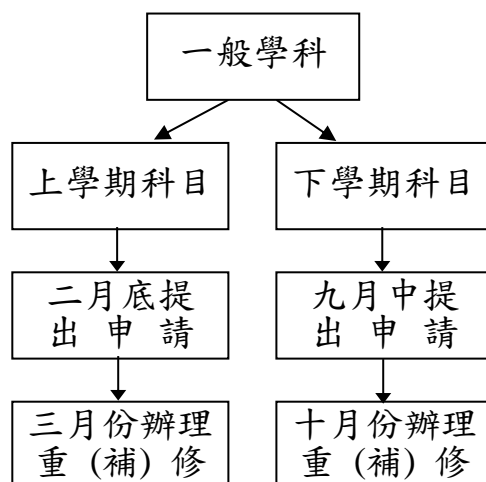 一般學科
上學期科目
下學期科目
二月底提
出申請
九月中提
出申請
三月份辦理
重(補)修
十月份辦理
重(補)修